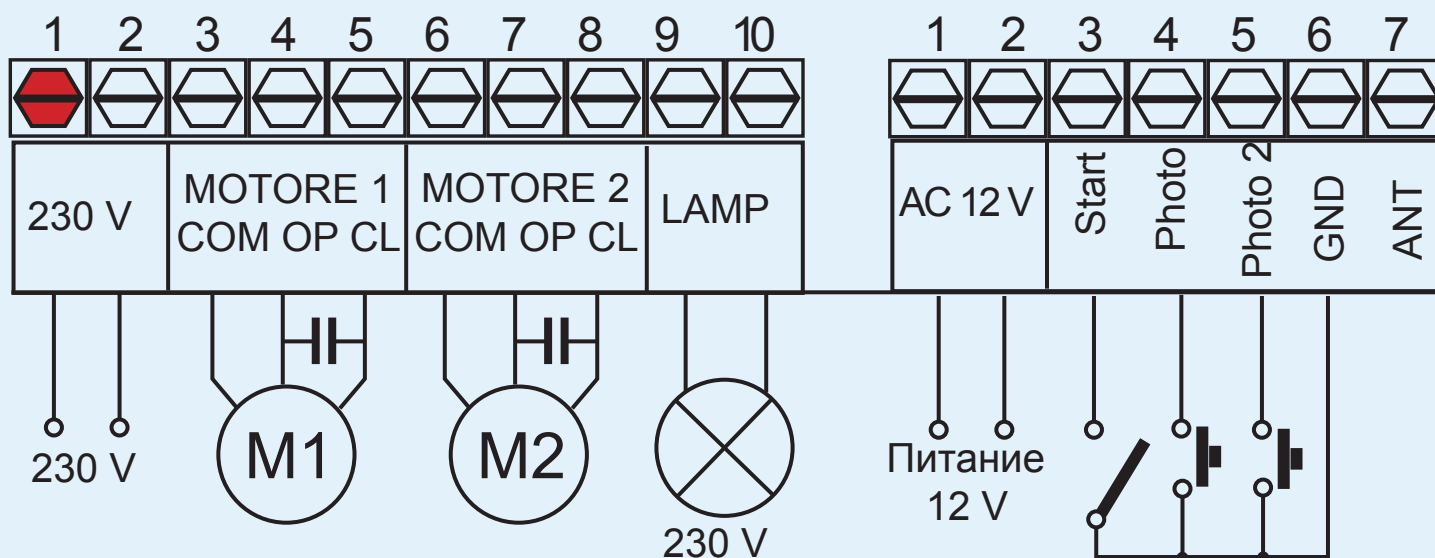 1 2 3 4 5 6 7 8 9 10
1 2 3 4 5 6 7
230 V
MOTORE 1
COM OP CL
MOTORE 2
COM OP CL
LAMP
AC 12 V
Start
Photo
Photo 2
GND
ANT
230 V
M1
M2
230 V
Питание
12 V